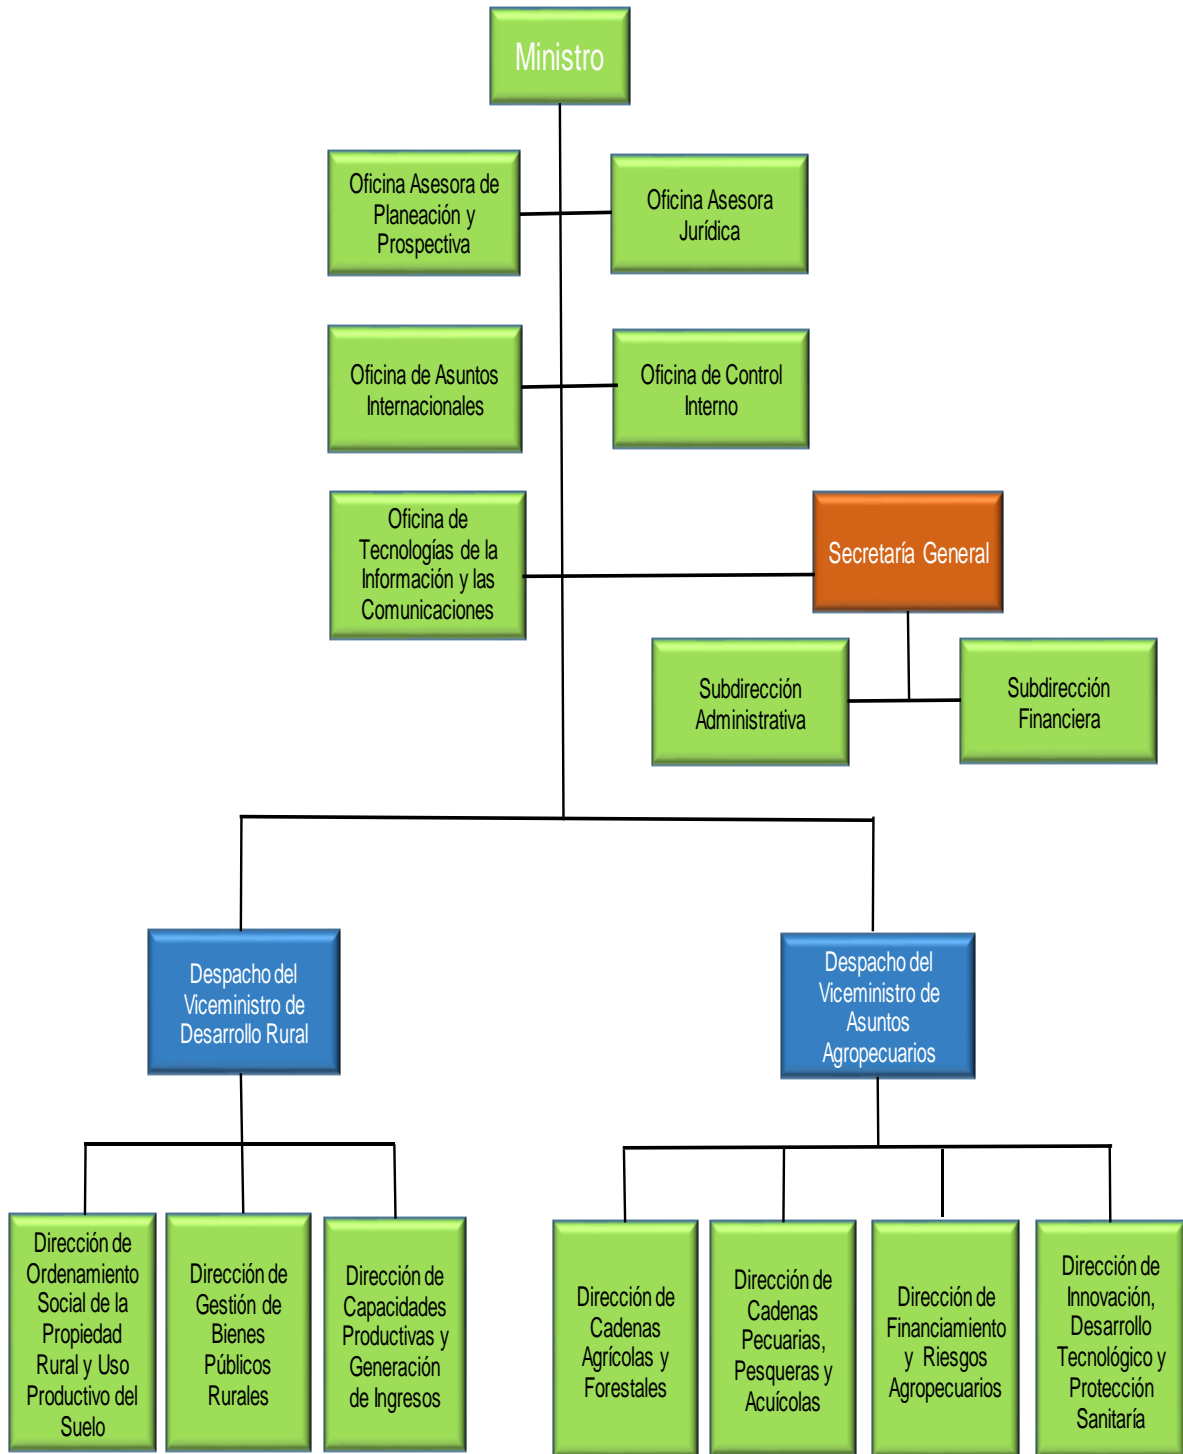 Ministro
Oficina Asesora de
Planeación y
Prospectiva
Oficina Asesora
Jurídica
Oficina de Asuntos
Internacionales
Oficina de Control
Interno
Oficina de
Tecnologías de la
Información y las
Comunicaciones
Secretaría General
Subdirección
Administrativa
Subdirección
Financiera
Despacho del
Viceministro de
Desarrollo Rural
Despacho del
Viceministro de
Asuntos
Agropecuarios
Dirección de
Ordenamiento
Social de la
Propiedad
Rural y Uso
Productivo del
Suelo
Dirección de
Gestión de
Bienes
Públicos
Rurales
Dirección de
Capacidades
Productivas y
Generación
de Ingresos
Dirección de
Cadenas
Agrícolas y
Forestales
Dirección de
Cadenas
Pecuarias,
Pesqueras y
Acuícolas
Dirección de
Financiamiento
y Riesgos
Agropecuarios
Dirección de
Innovación,
Desarrollo
Tecnológico y
Protección
Sanitaría